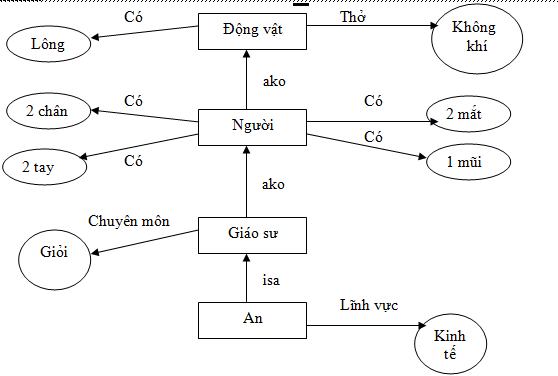 Có
Thở
Lông
Động vật
Không
khí
ako
2 chân
Có
Có
2 mắt
Người
Có
Có
2 tay
1 mũi
ako
Chuyên môn
Giỏi
Giáo sư
isa
An
Lĩnh vực
Kinh
tế